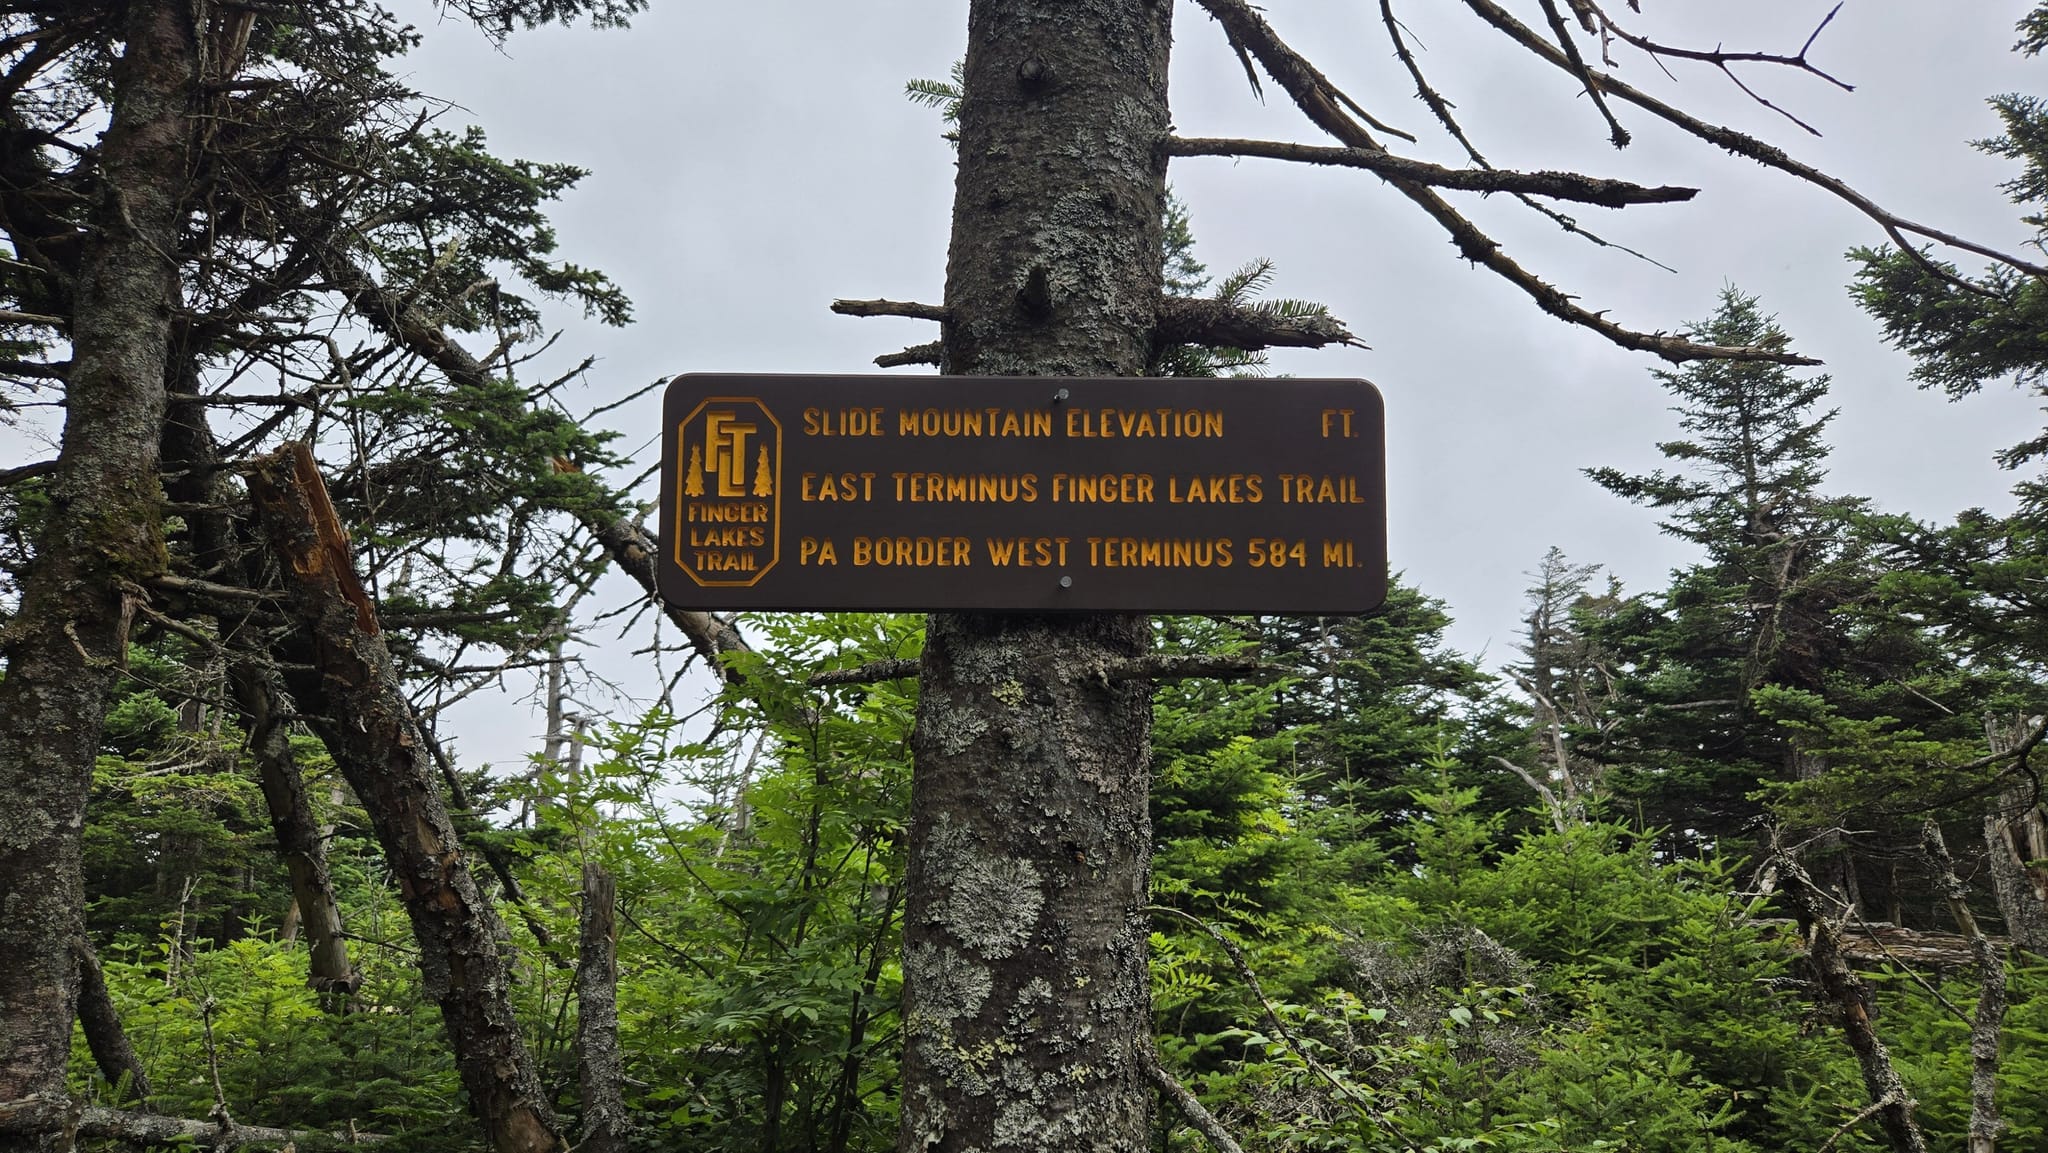 FLT
FINGER
LAKES
TRAIL
SLIDE MOUNTAIN ELEVATION FT.
EAST TERMINUS FINGER LAKES TRAIL
PA BORDER WEST TERMINUS 584 MI.